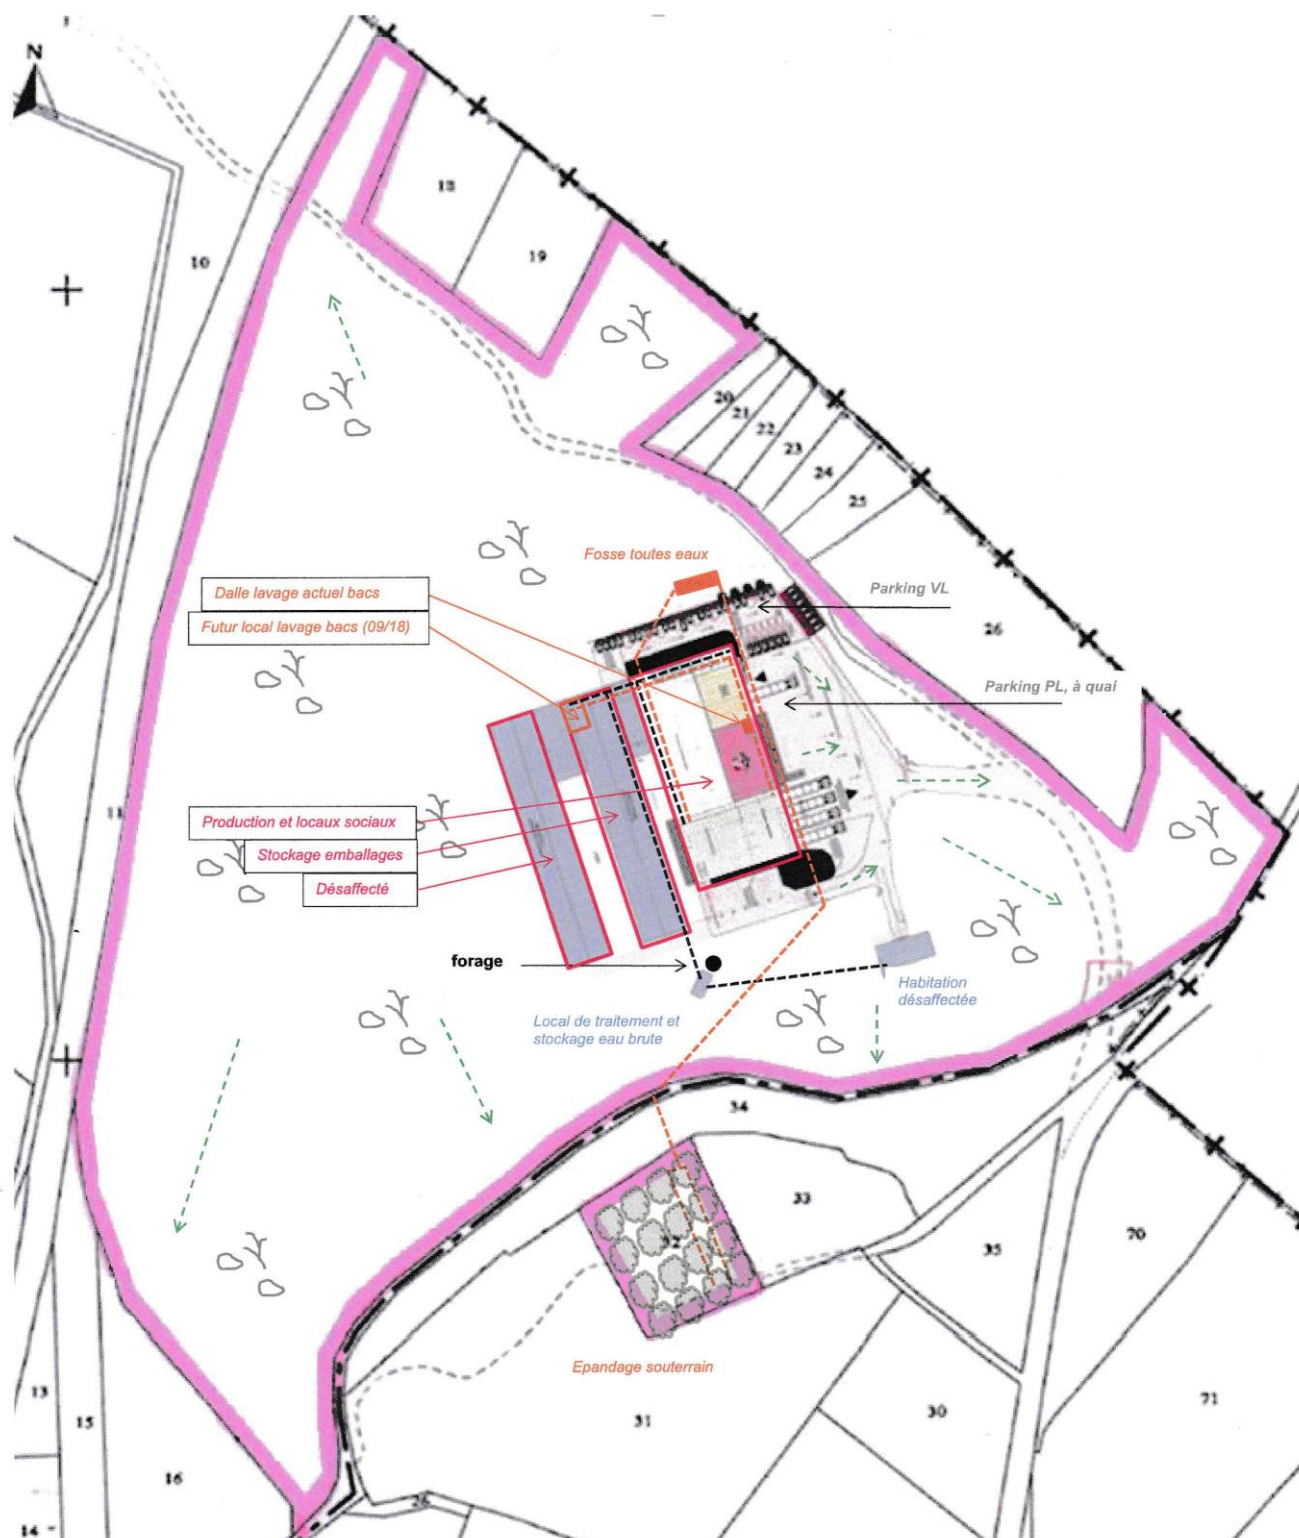 N
18
19
10
20
21
22
23
24
25
Fosse toutes eaux
Dalle lavage actuel bacs
Parking VL
Futur local lavage bacs (09/18)
26
Parking PL, à quai
11
Production et locaux sociaux
Stockage emballages
Désaffecté
forage
Habitation
désaffectée
Local de traitement et
stockage eau brute
34
33
32
35
70
Epandage souterrain
13
15
31
30
71
16
14